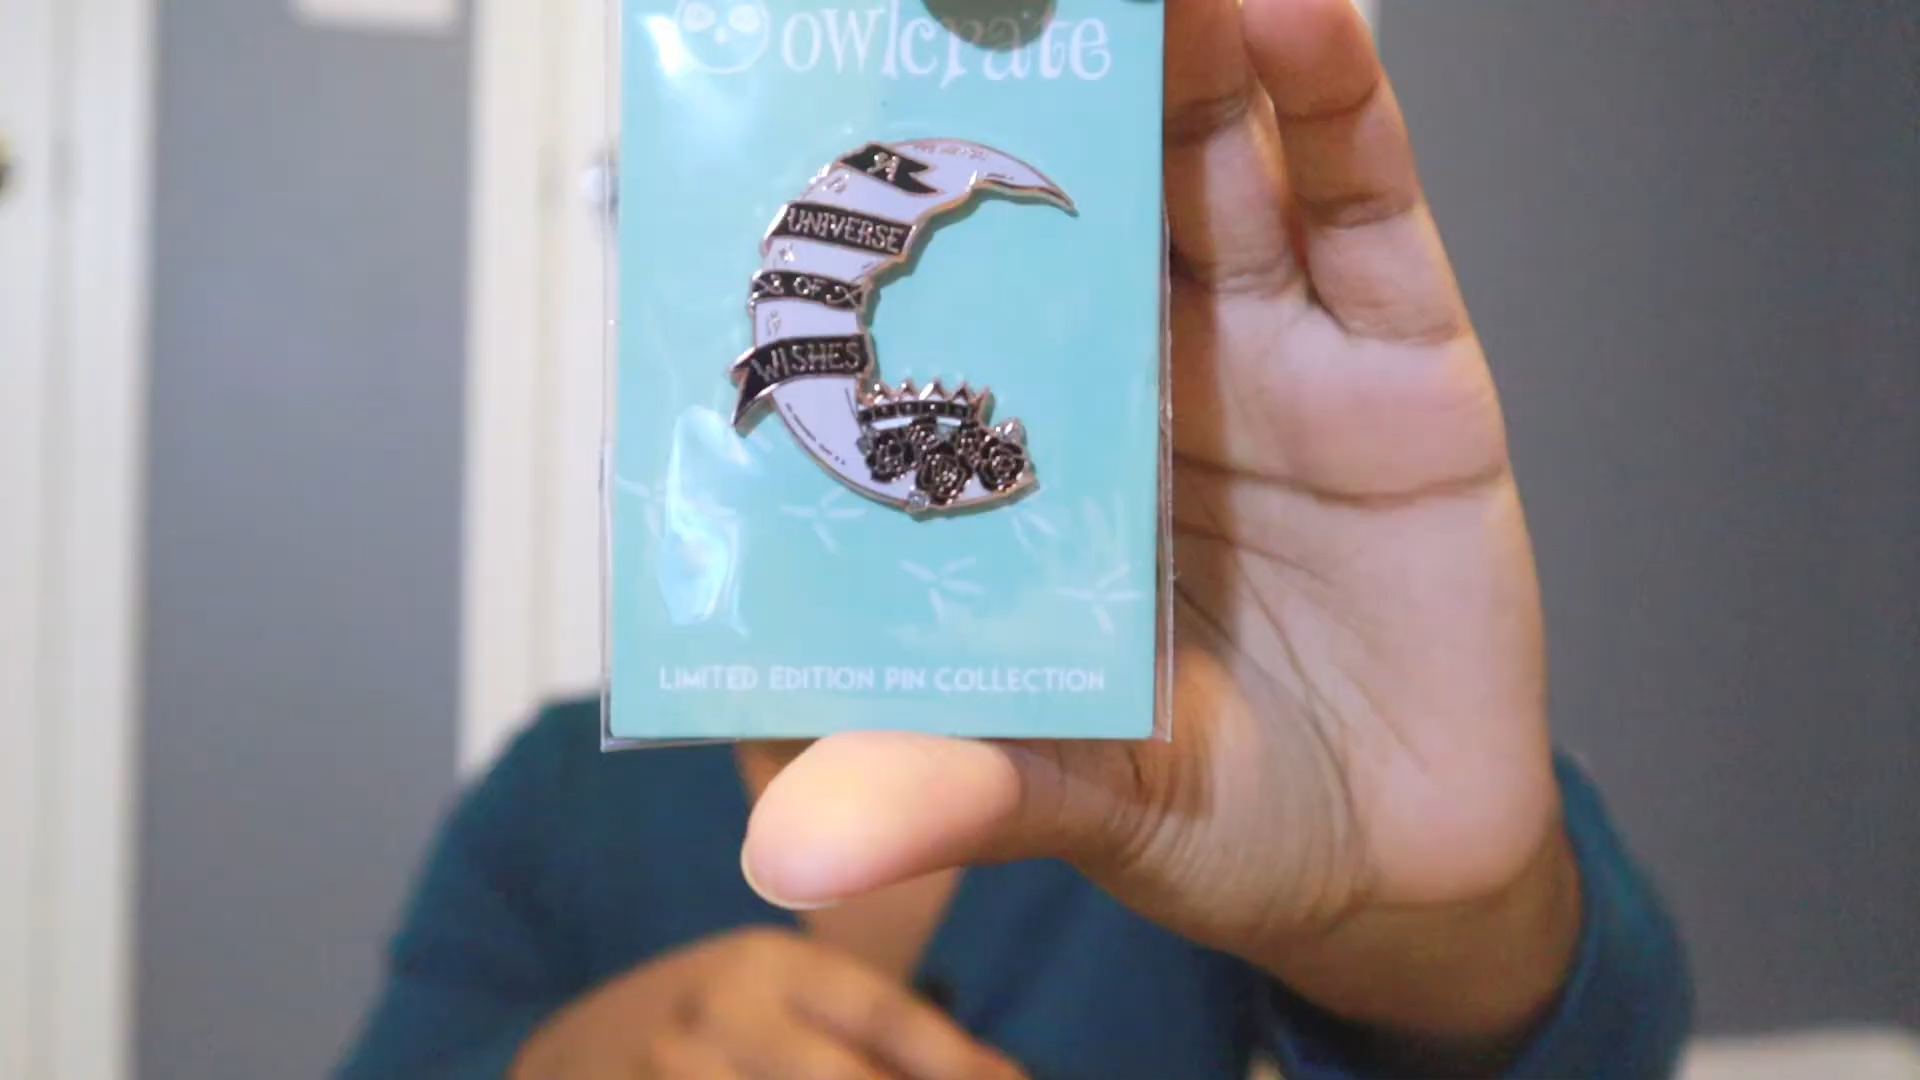 owlcrate
A
UNIVERSE
OF
WISHES
LIMITED EDITION PIN COLLECTION